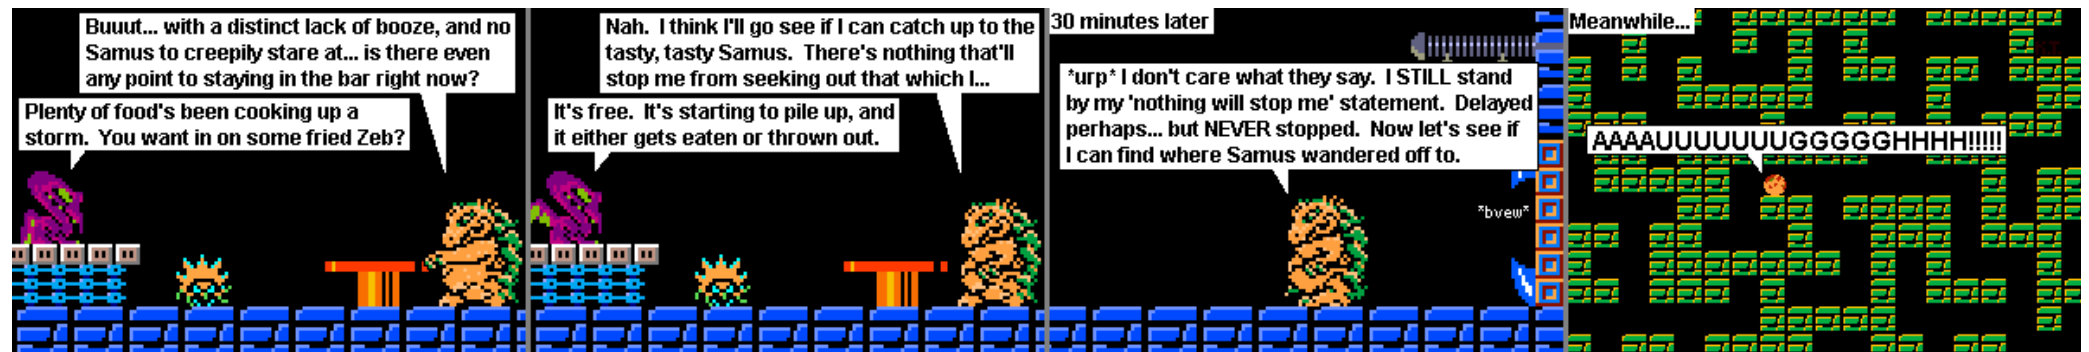 Buuut... with a distinct lack of booze, and no
Samus to creepily stare at... is there even
any point to staying in the bar right now?
Plenty of food's been cooking up a
storm. You want in on some fried Zeb?
Nah. I think I'll go see if I can catch up to the
tasty, tasty Samus. There's nothing that'll
stop me from seeking out that which I...
It's free. It's starting to pile up, and
it either gets eaten or thrown out.
30 minutes later
*urp* I don't care what they say. I STILL stand
by my 'nothing will stop me' statement. Delayed
perhaps... but NEVER stopped. Now let's see if
I can find where Samus wandered off to.
*bvew*
Meanwhile...
AAAAUUUUUUUGGGGGHHHH!!!!!